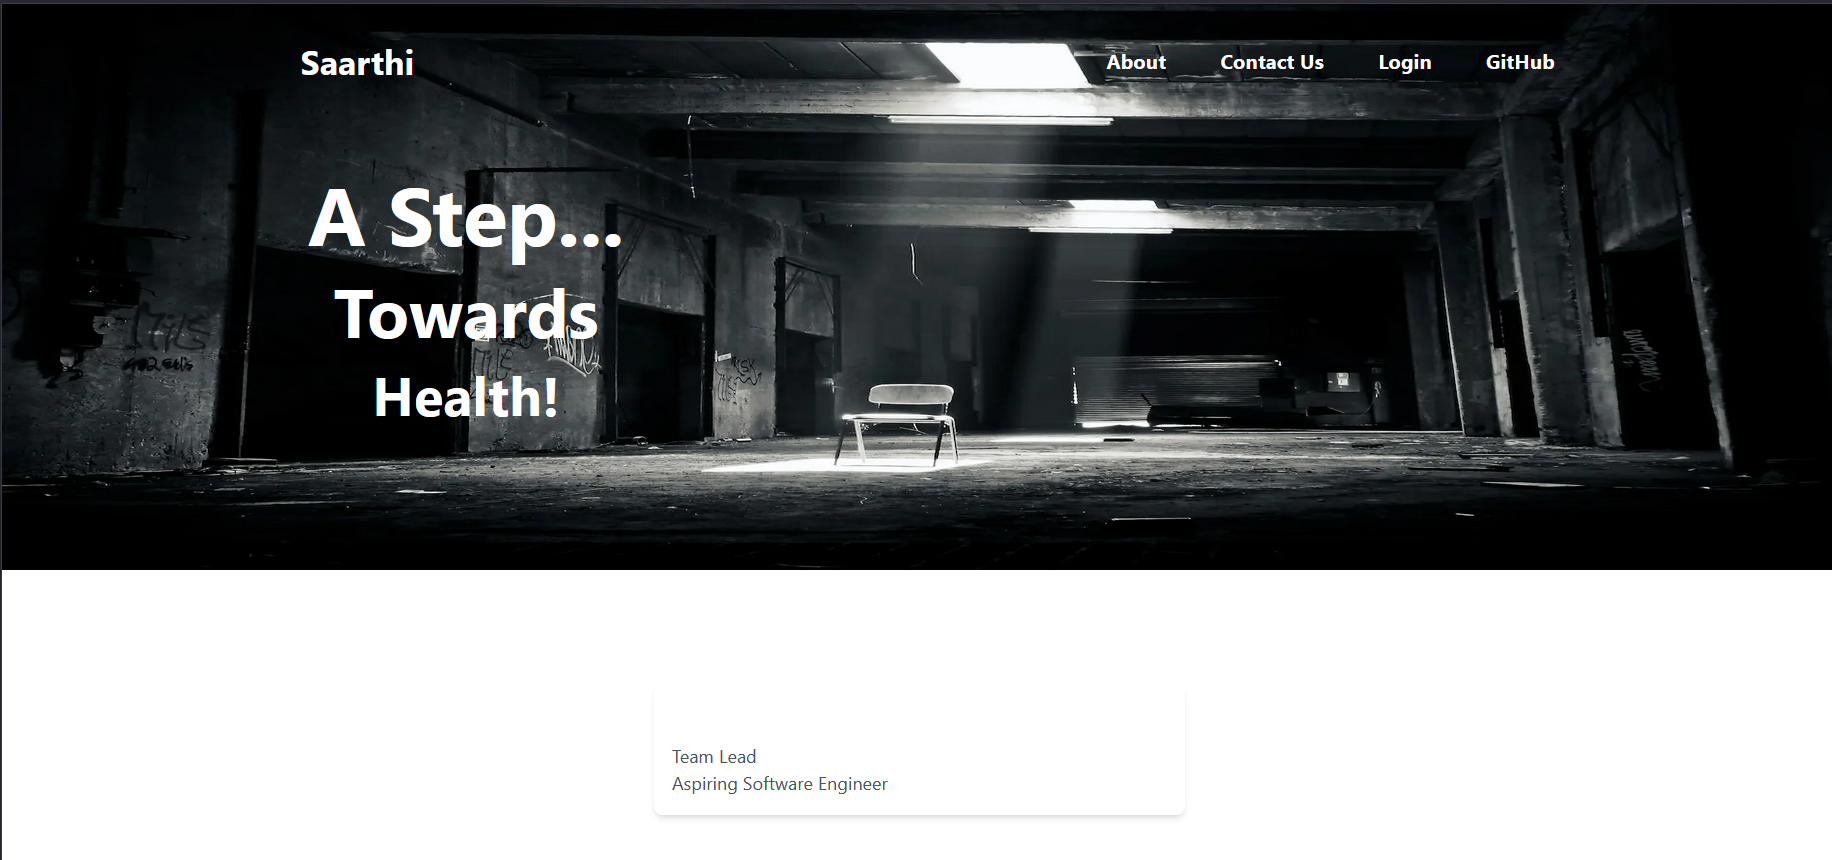 Saarthi
About Contact Us Login GitHub
A Step...
Towards
Health!
Team Lead
Aspiring Software Engineer